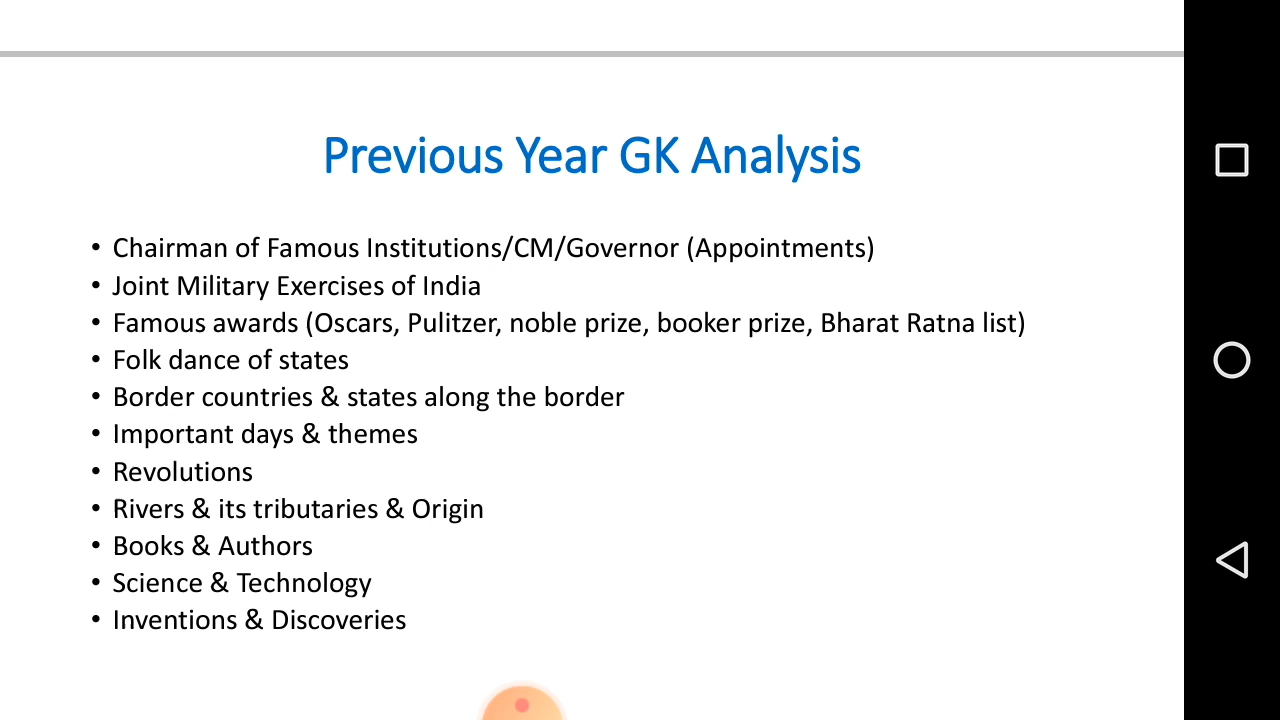 Previous Year GK Analysis
• Chairman of Famous Institutions/CM/Governor (Appointments)
• Joint Military Exercises of India
• Famous awards (Oscars, Pulitzer, noble prize, booker prize, Bharat Ratna list)
• Folk dance of states
• Border countries & states along the border
• Important days & themes
• Revolutions
• Rivers & its tributaries & Origin
• Books & Authors
• Science & Technology
• Inventions & Discoveries